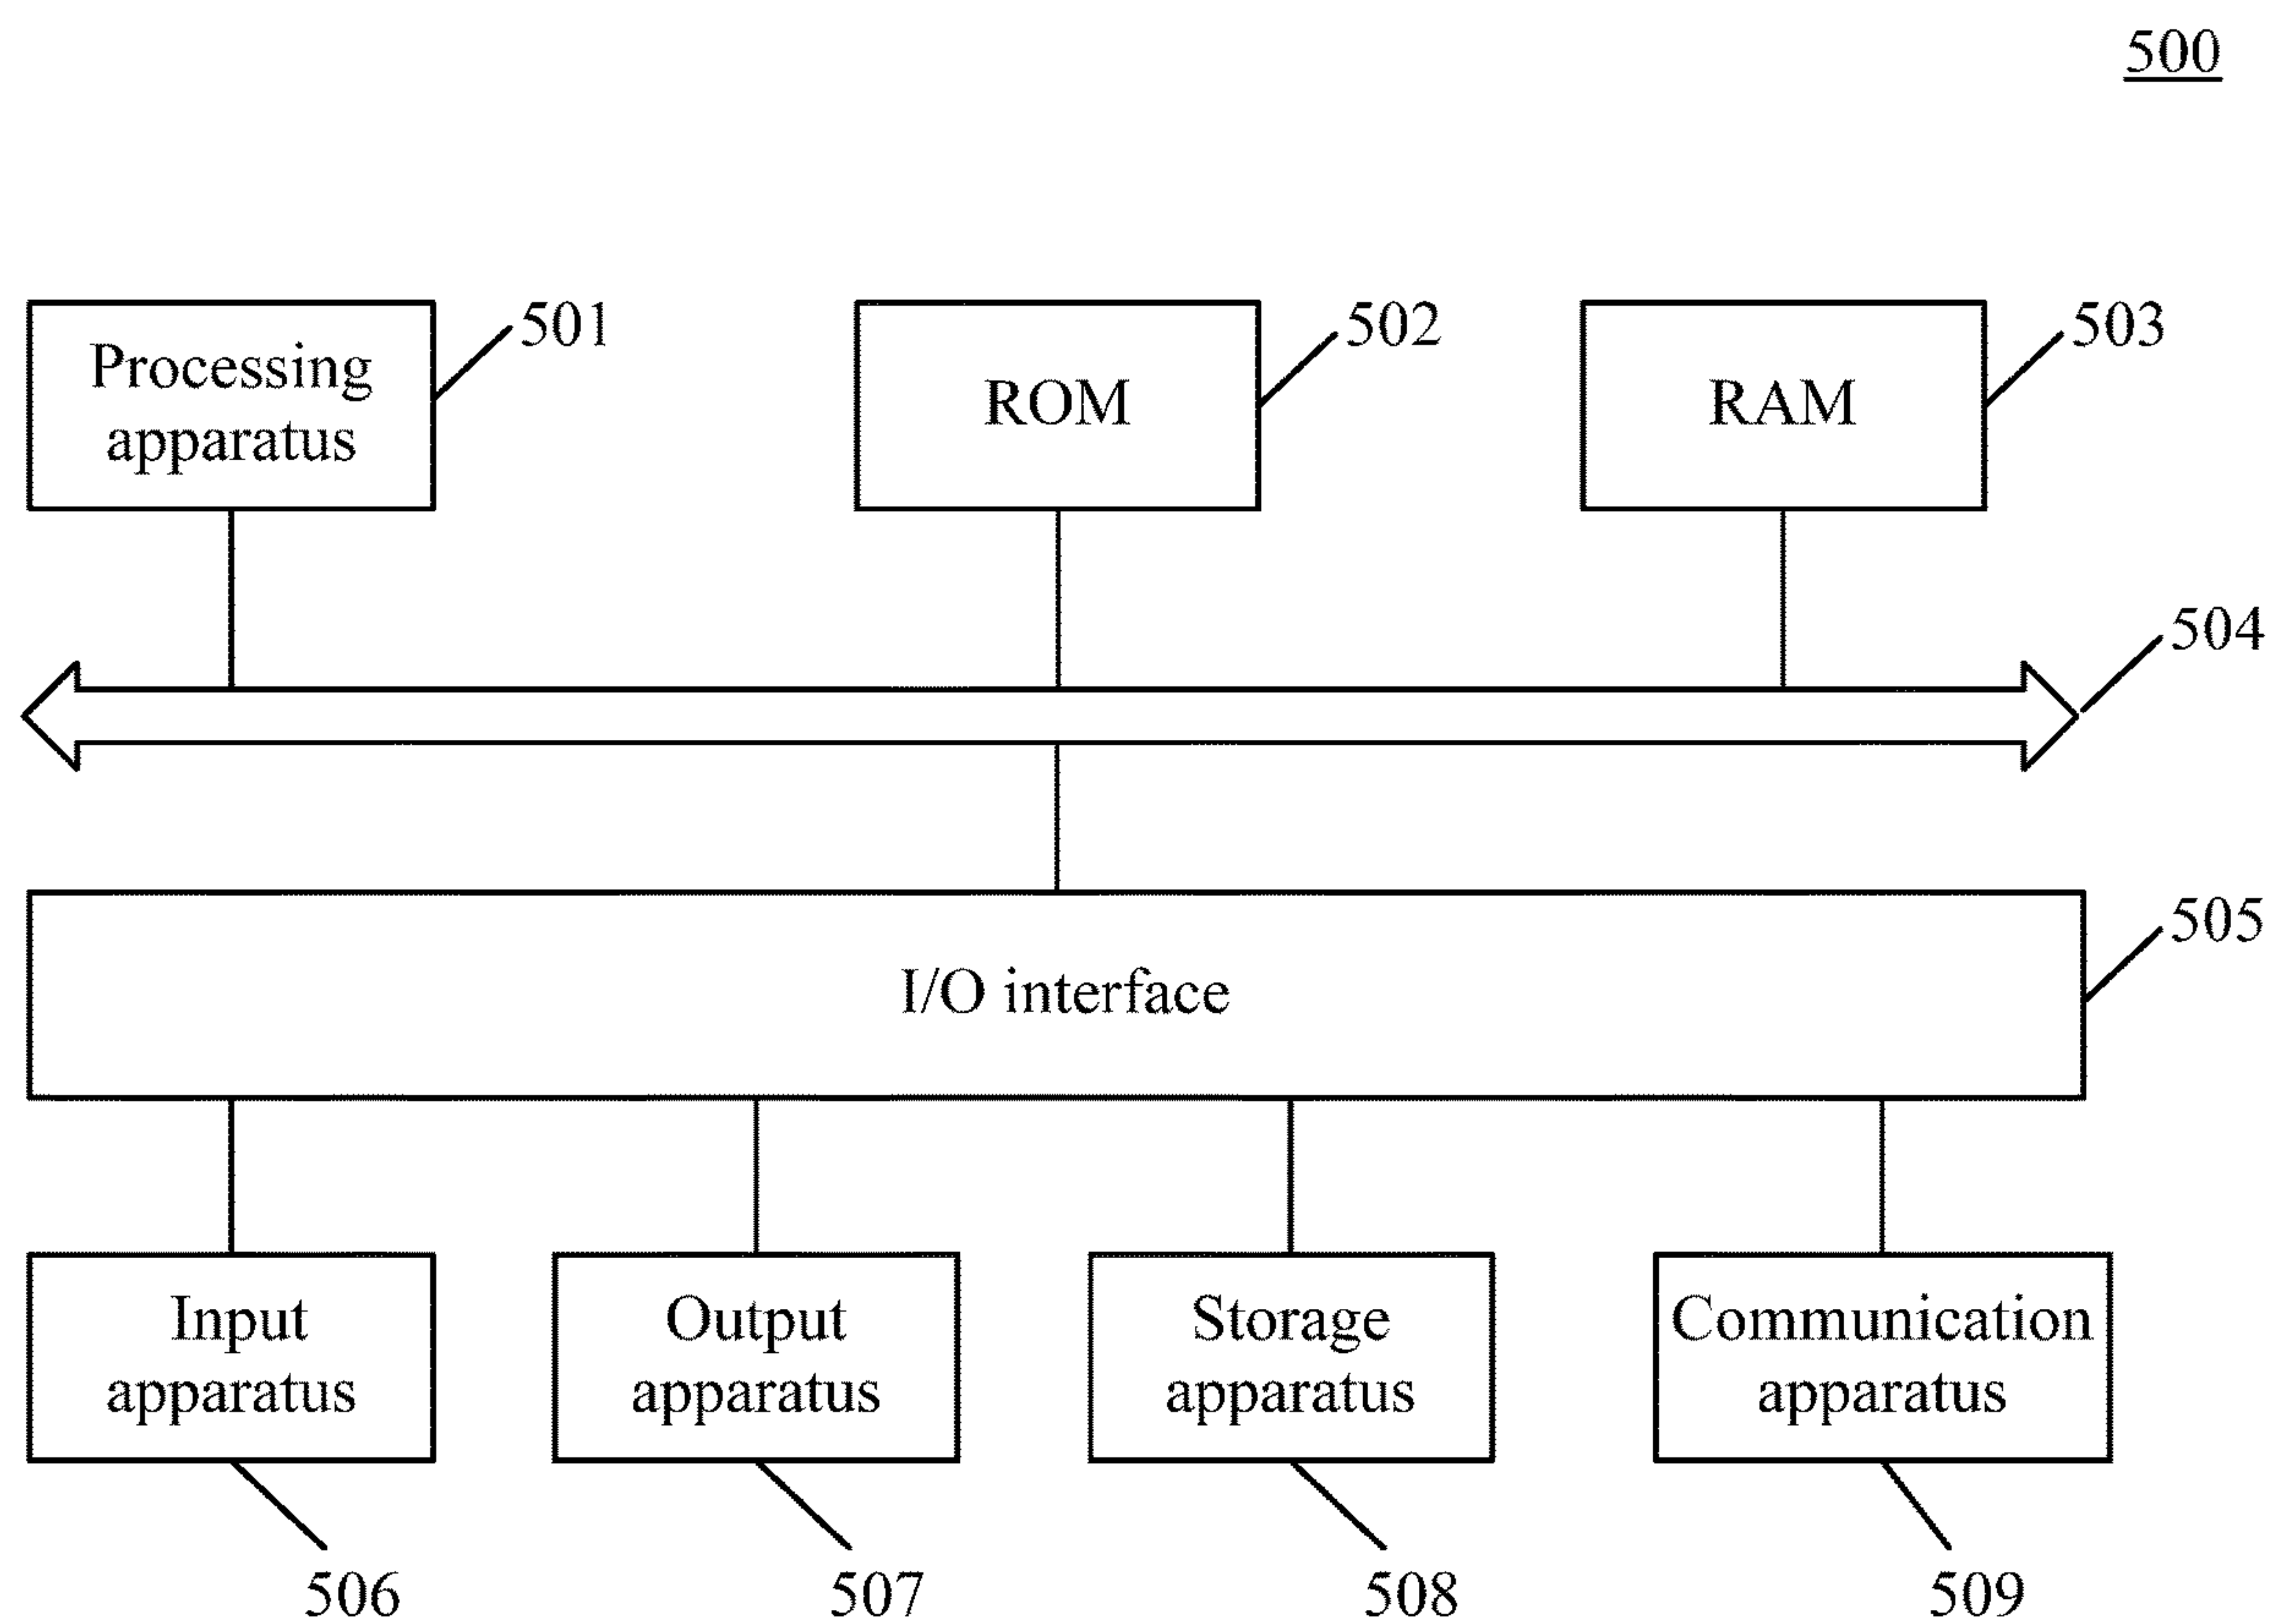 500
Processing
apparatus
501
ROM
502
RAM
503
504
I/O interface
505
Input
apparatus
Output
apparatus
Storage
apparatus
Communication
apparatus
506
507
508
509